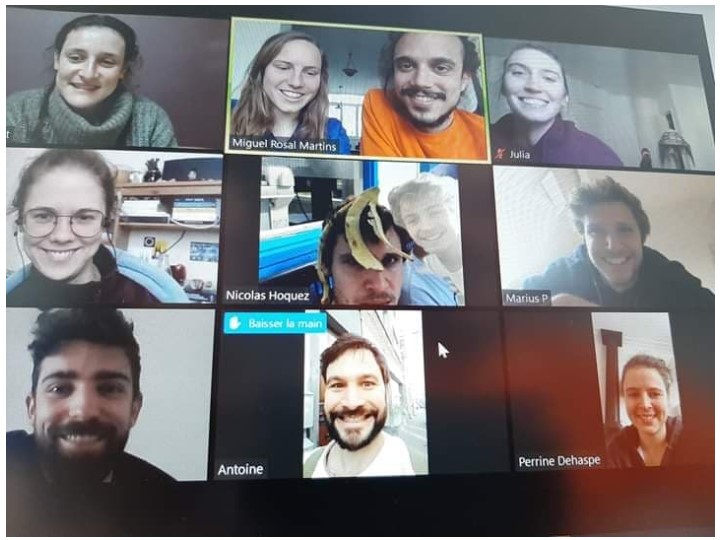 t
Miguel Rosal Martins
Julia
Nicolas Hoquez
Marius P
Baisser la main
Antoine
Perrine Dehaspe